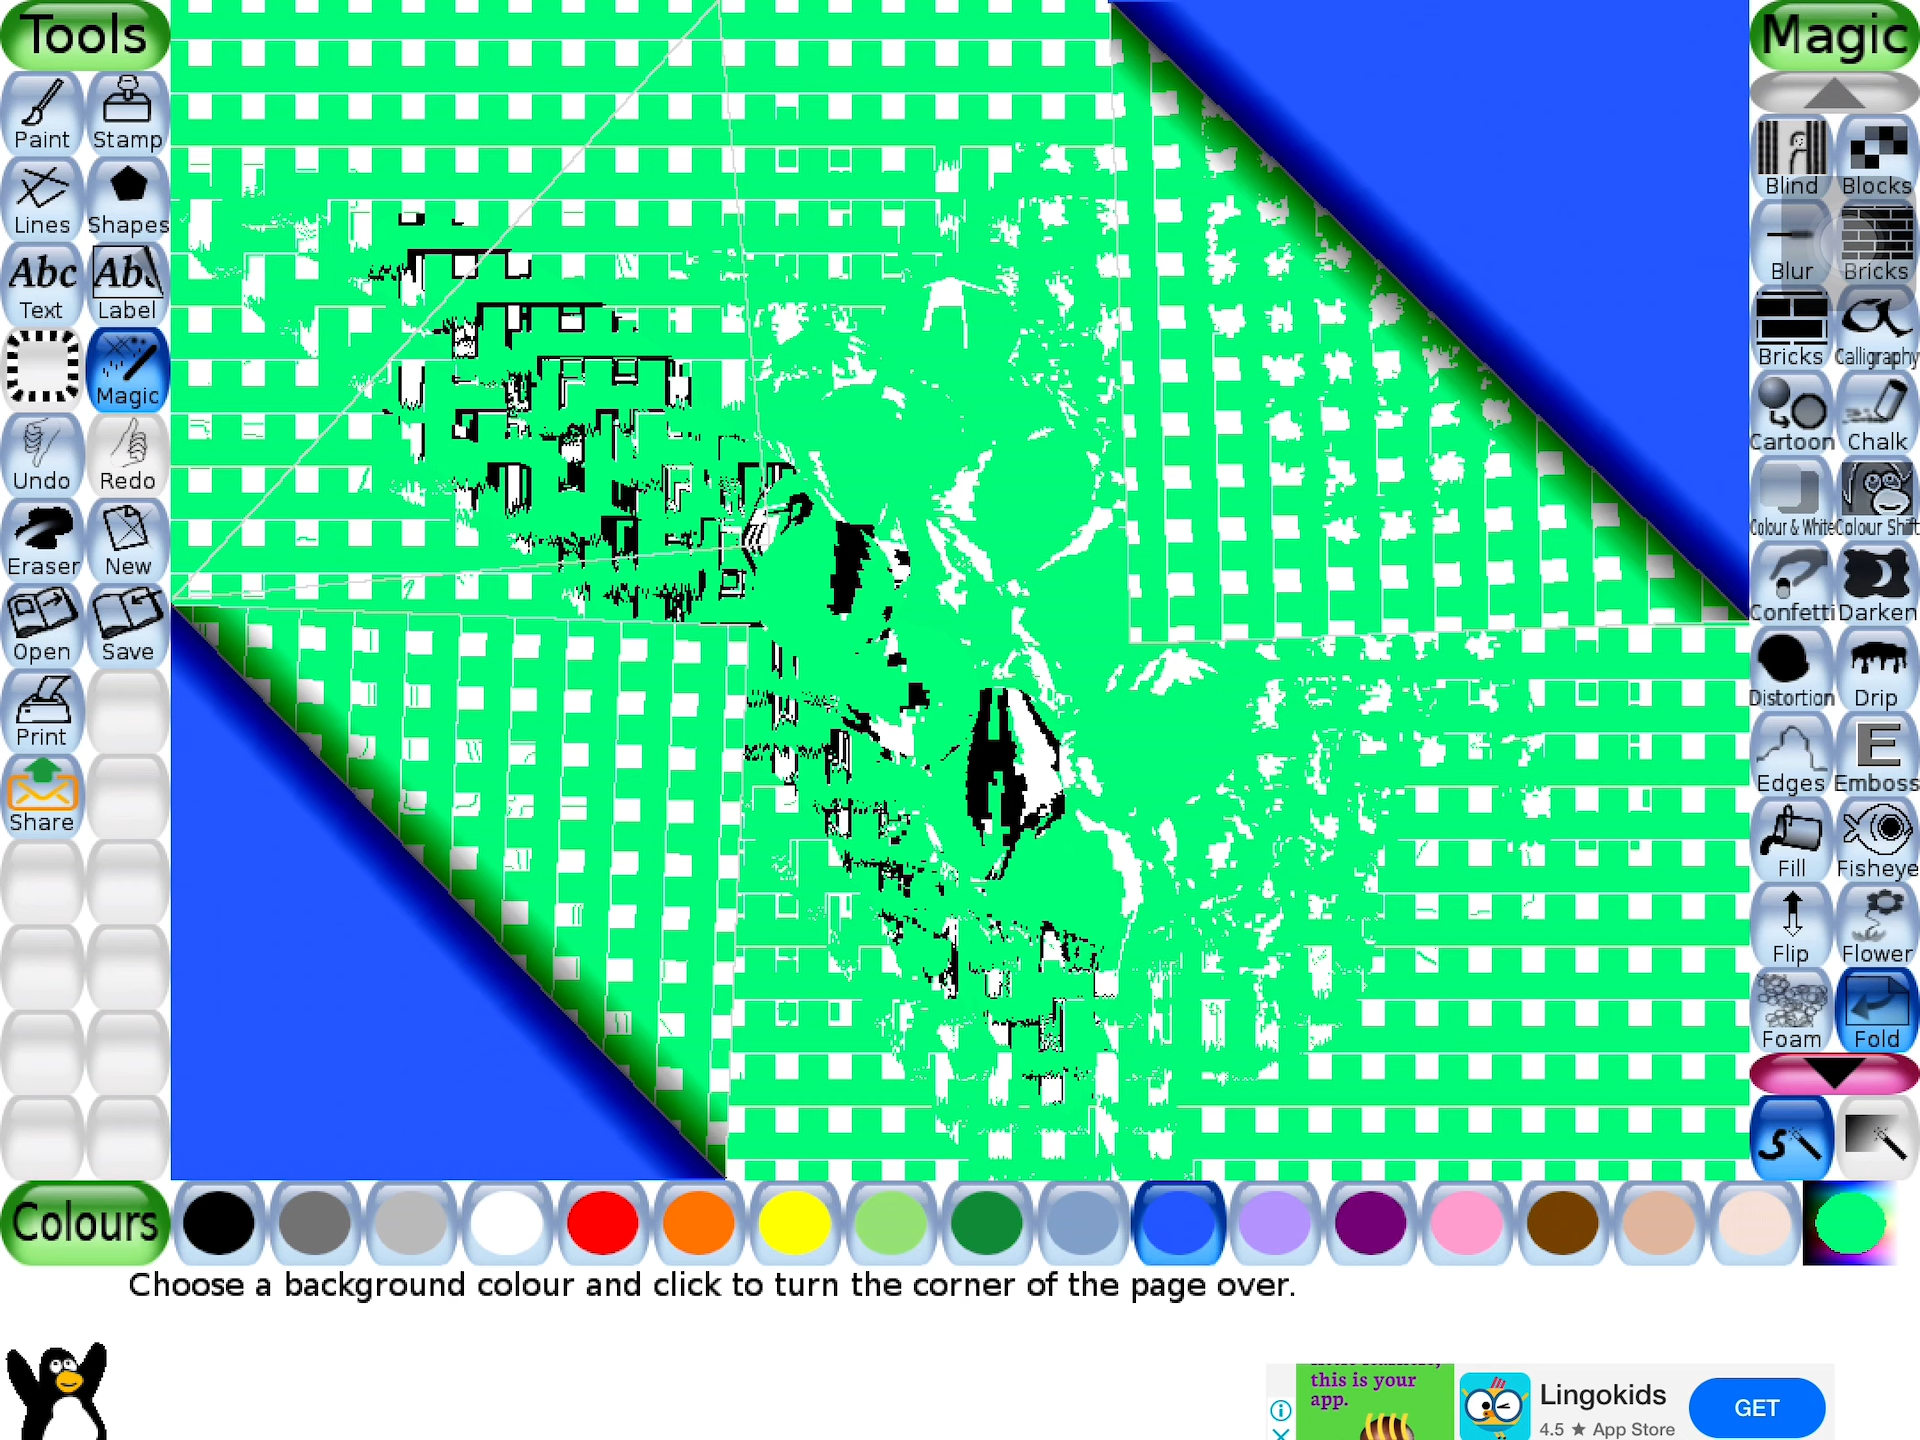 Tools
Magic
Paint
Stamp
Lines
Shapes
Abc
Text
Abc
Label
Magic
Undo
Redo
Eraser
New
Open
Save
Print
Share
Blind
Blocks
Blur
Bricks
Bricks
Calligraphy
Cartoon
Chalk
Colour & White
Colour Shift
Confetti
Darken
Distortion
Drip
Edges
E
Emboss
Fill
Fisheye
Flip
Flower
Foam
Fold
Colours
Choose a background colour and click to turn the corner of the page over.
this is your
app.
Lingokids
4.5 ★ App Store
GET